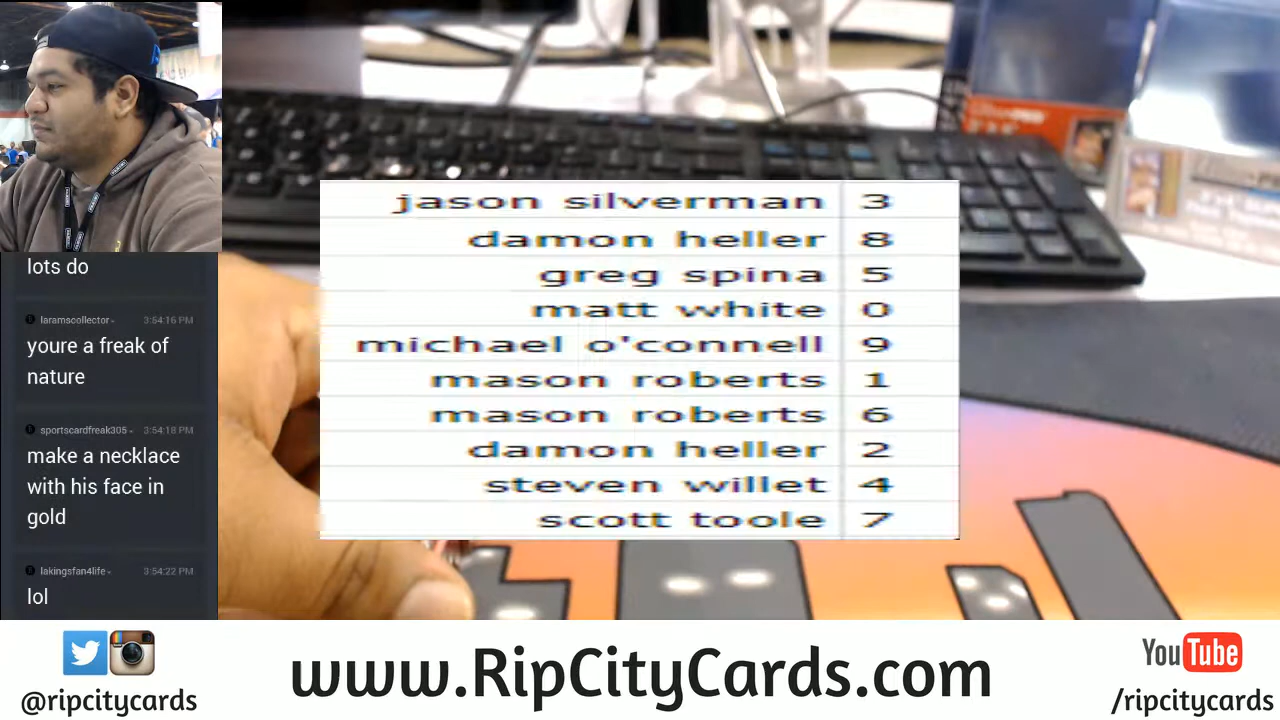 lots do
laramscollector
3:54:16 PM
youre a freak of
nature
sportscardfreak305
3:54:18 PM
make a necklace
with his face in
gold
lakingsfan4life
3:54:22 PM
lol
jason silverman 3
damon heller 8
greg spina 5
matt white 0
michael o'connell 9
mason roberts 1
mason roberts 6
damon heller 2
steven willet 4
scott toole 7
@ripcitycards
www.RipCityCards.com
YouTube
/ripcitycards